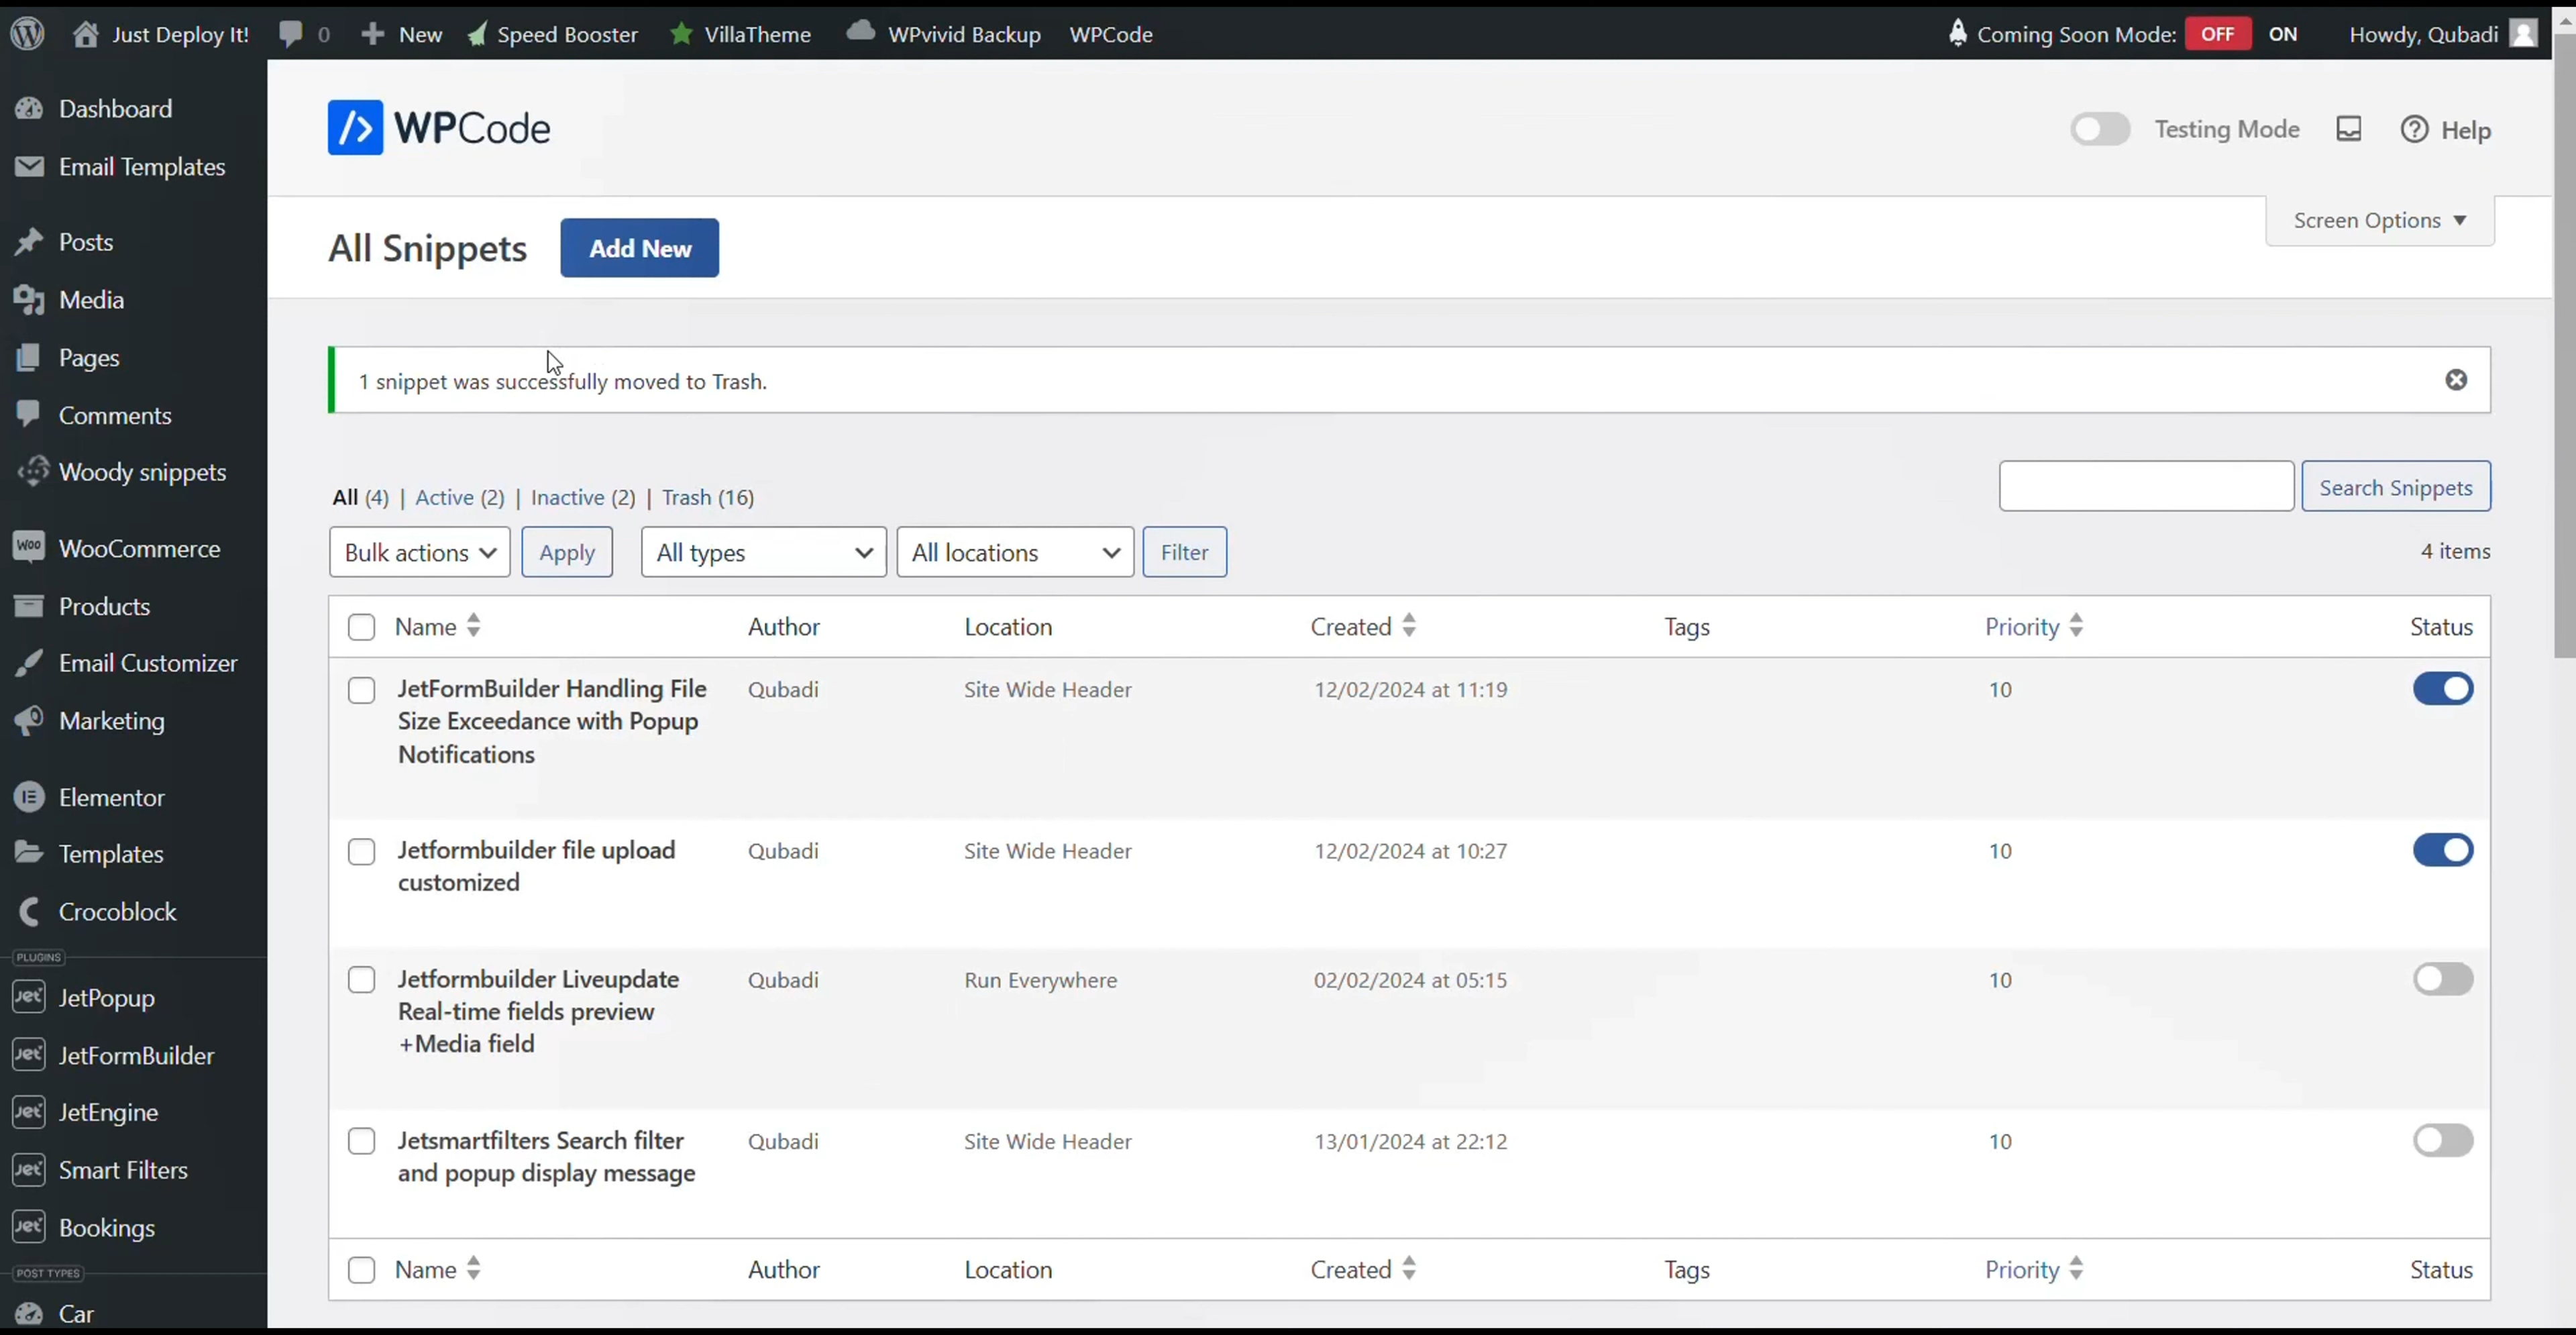 Just Deploy It! 0 New Speed Booster VillaTheme WPvivid Backup WPCode Coming Soon Mode: OFF ON Howdy, Qubadi
Dashboard
Email Templates
Posts
Media
Pages
Comments
Woody snippets
Woo WooCommerce
Products
Email Customizer
Marketing
Elementor
Templates
Crocoblock
PLUGINS
Jet JetPopup
Jet JetFormBuilder
Jet JetEngine
Jet Smart Filters
Jet Bookings
POST TYPES
Car
</> WPCode Testing Mode Help
All Snippets Add New Screen Options
1 snippet was successfully moved to Trash.
All (4) | Active (2) | Inactive (2) | Trash (16) Search Snippets
Bulk actions Apply All types All locations Filter 4 items
Name Author Location Created Tags Priority Status
JetFormBuilder Handling File Qubadi Site Wide Header 12/02/2024 at 11:19 10
Size Exceedance with Popup
Notifications
Jetformbuilder file upload Qubadi Site Wide Header 12/02/2024 at 10:27 10
customized
Jetformbuilder Liveupdate Qubadi Run Everywhere 02/02/2024 at 05:15 10
Real-time fields preview
+Media field
Jetsmartfilters Search filter Qubadi Site Wide Header 13/01/2024 at 22:12 10
and popup display message
Name Author Location Created Tags Priority Status